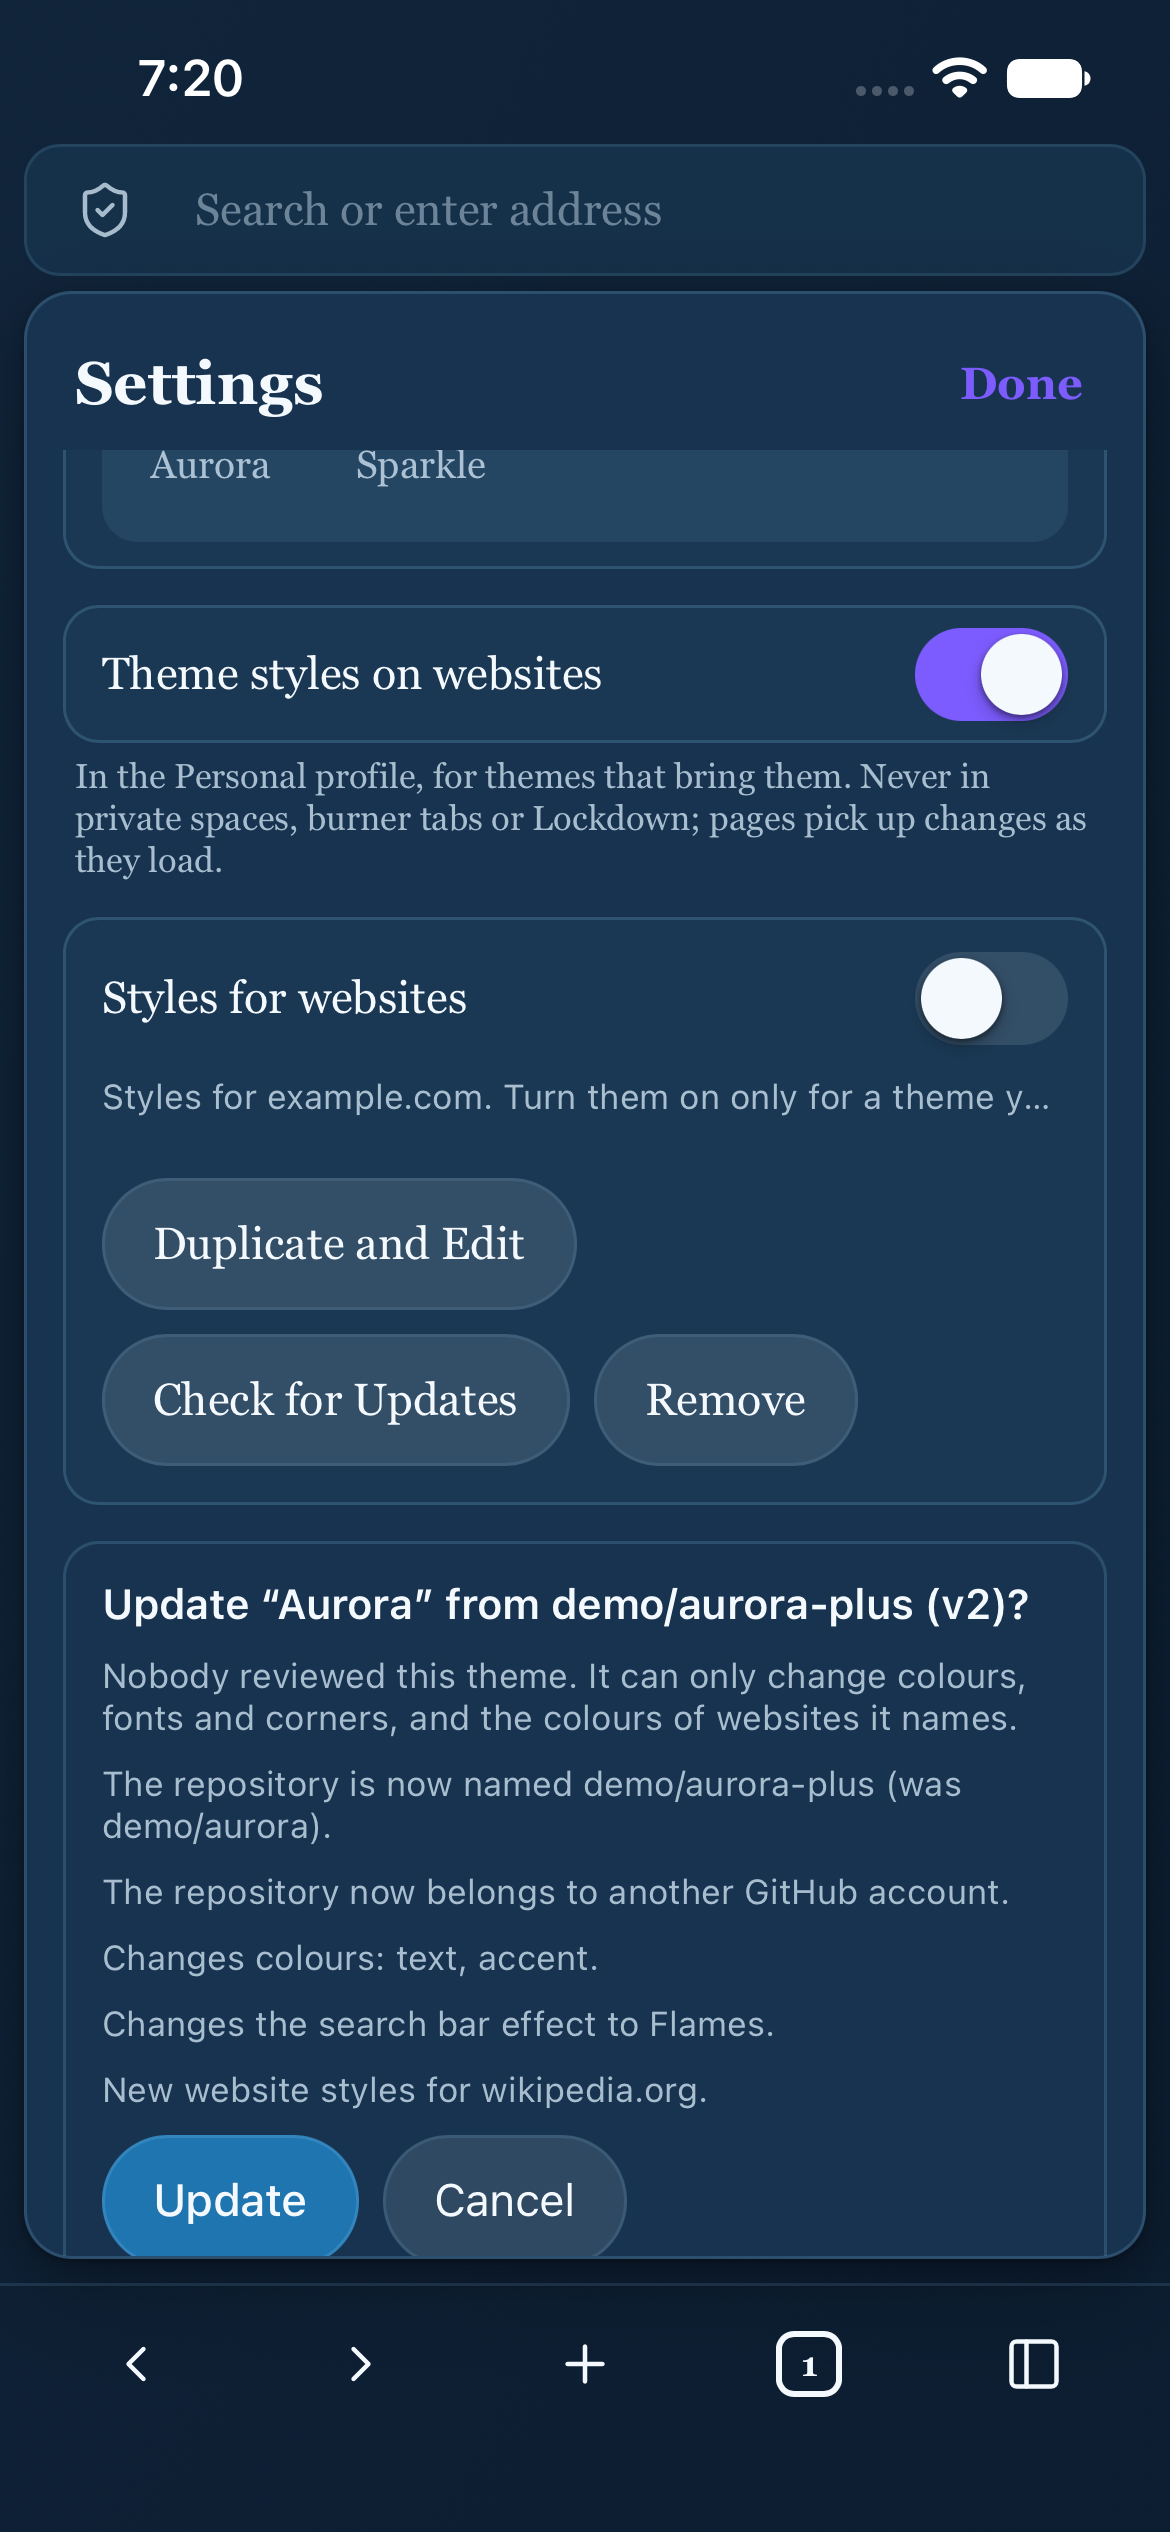 7:20
Search or enter address
Settings
Done
Aurora
Sparkle
Theme styles on websites
In the Personal profile, for themes that bring them. Never in
private spaces, burner tabs or Lockdown; pages pick up changes as
they load.
Styles for websites
Styles for example.com. Turn them on only for a theme y...
Duplicate and Edit
Check for Updates
Remove
Update “Aurora” from demo/aurora-plus (v2)?
Nobody reviewed this theme. It can only change colours,
fonts and corners, and the colours of websites it names.
The repository is now named demo/aurora-plus (was
demo/aurora).
The repository now belongs to another GitHub account.
Changes colours: text, accent.
Changes the search bar effect to Flames.
New website styles for wikipedia.org.
Update
Cancel
1